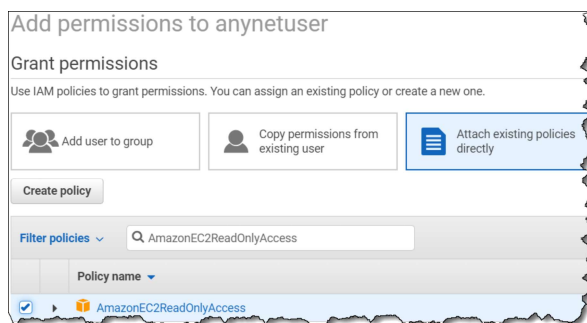 Add permissions to anynetuser
Grant permissions
Use IAM policies to grant permissions. You can assign an existing policy or create a new one.
Add user to group
Copy permissions from
existing user
Attach existing policies
directly
Create policy
Filter policies
AmazonEC2ReadOnlyAccess
Policy name
AmazonEC2ReadOnlyAccess